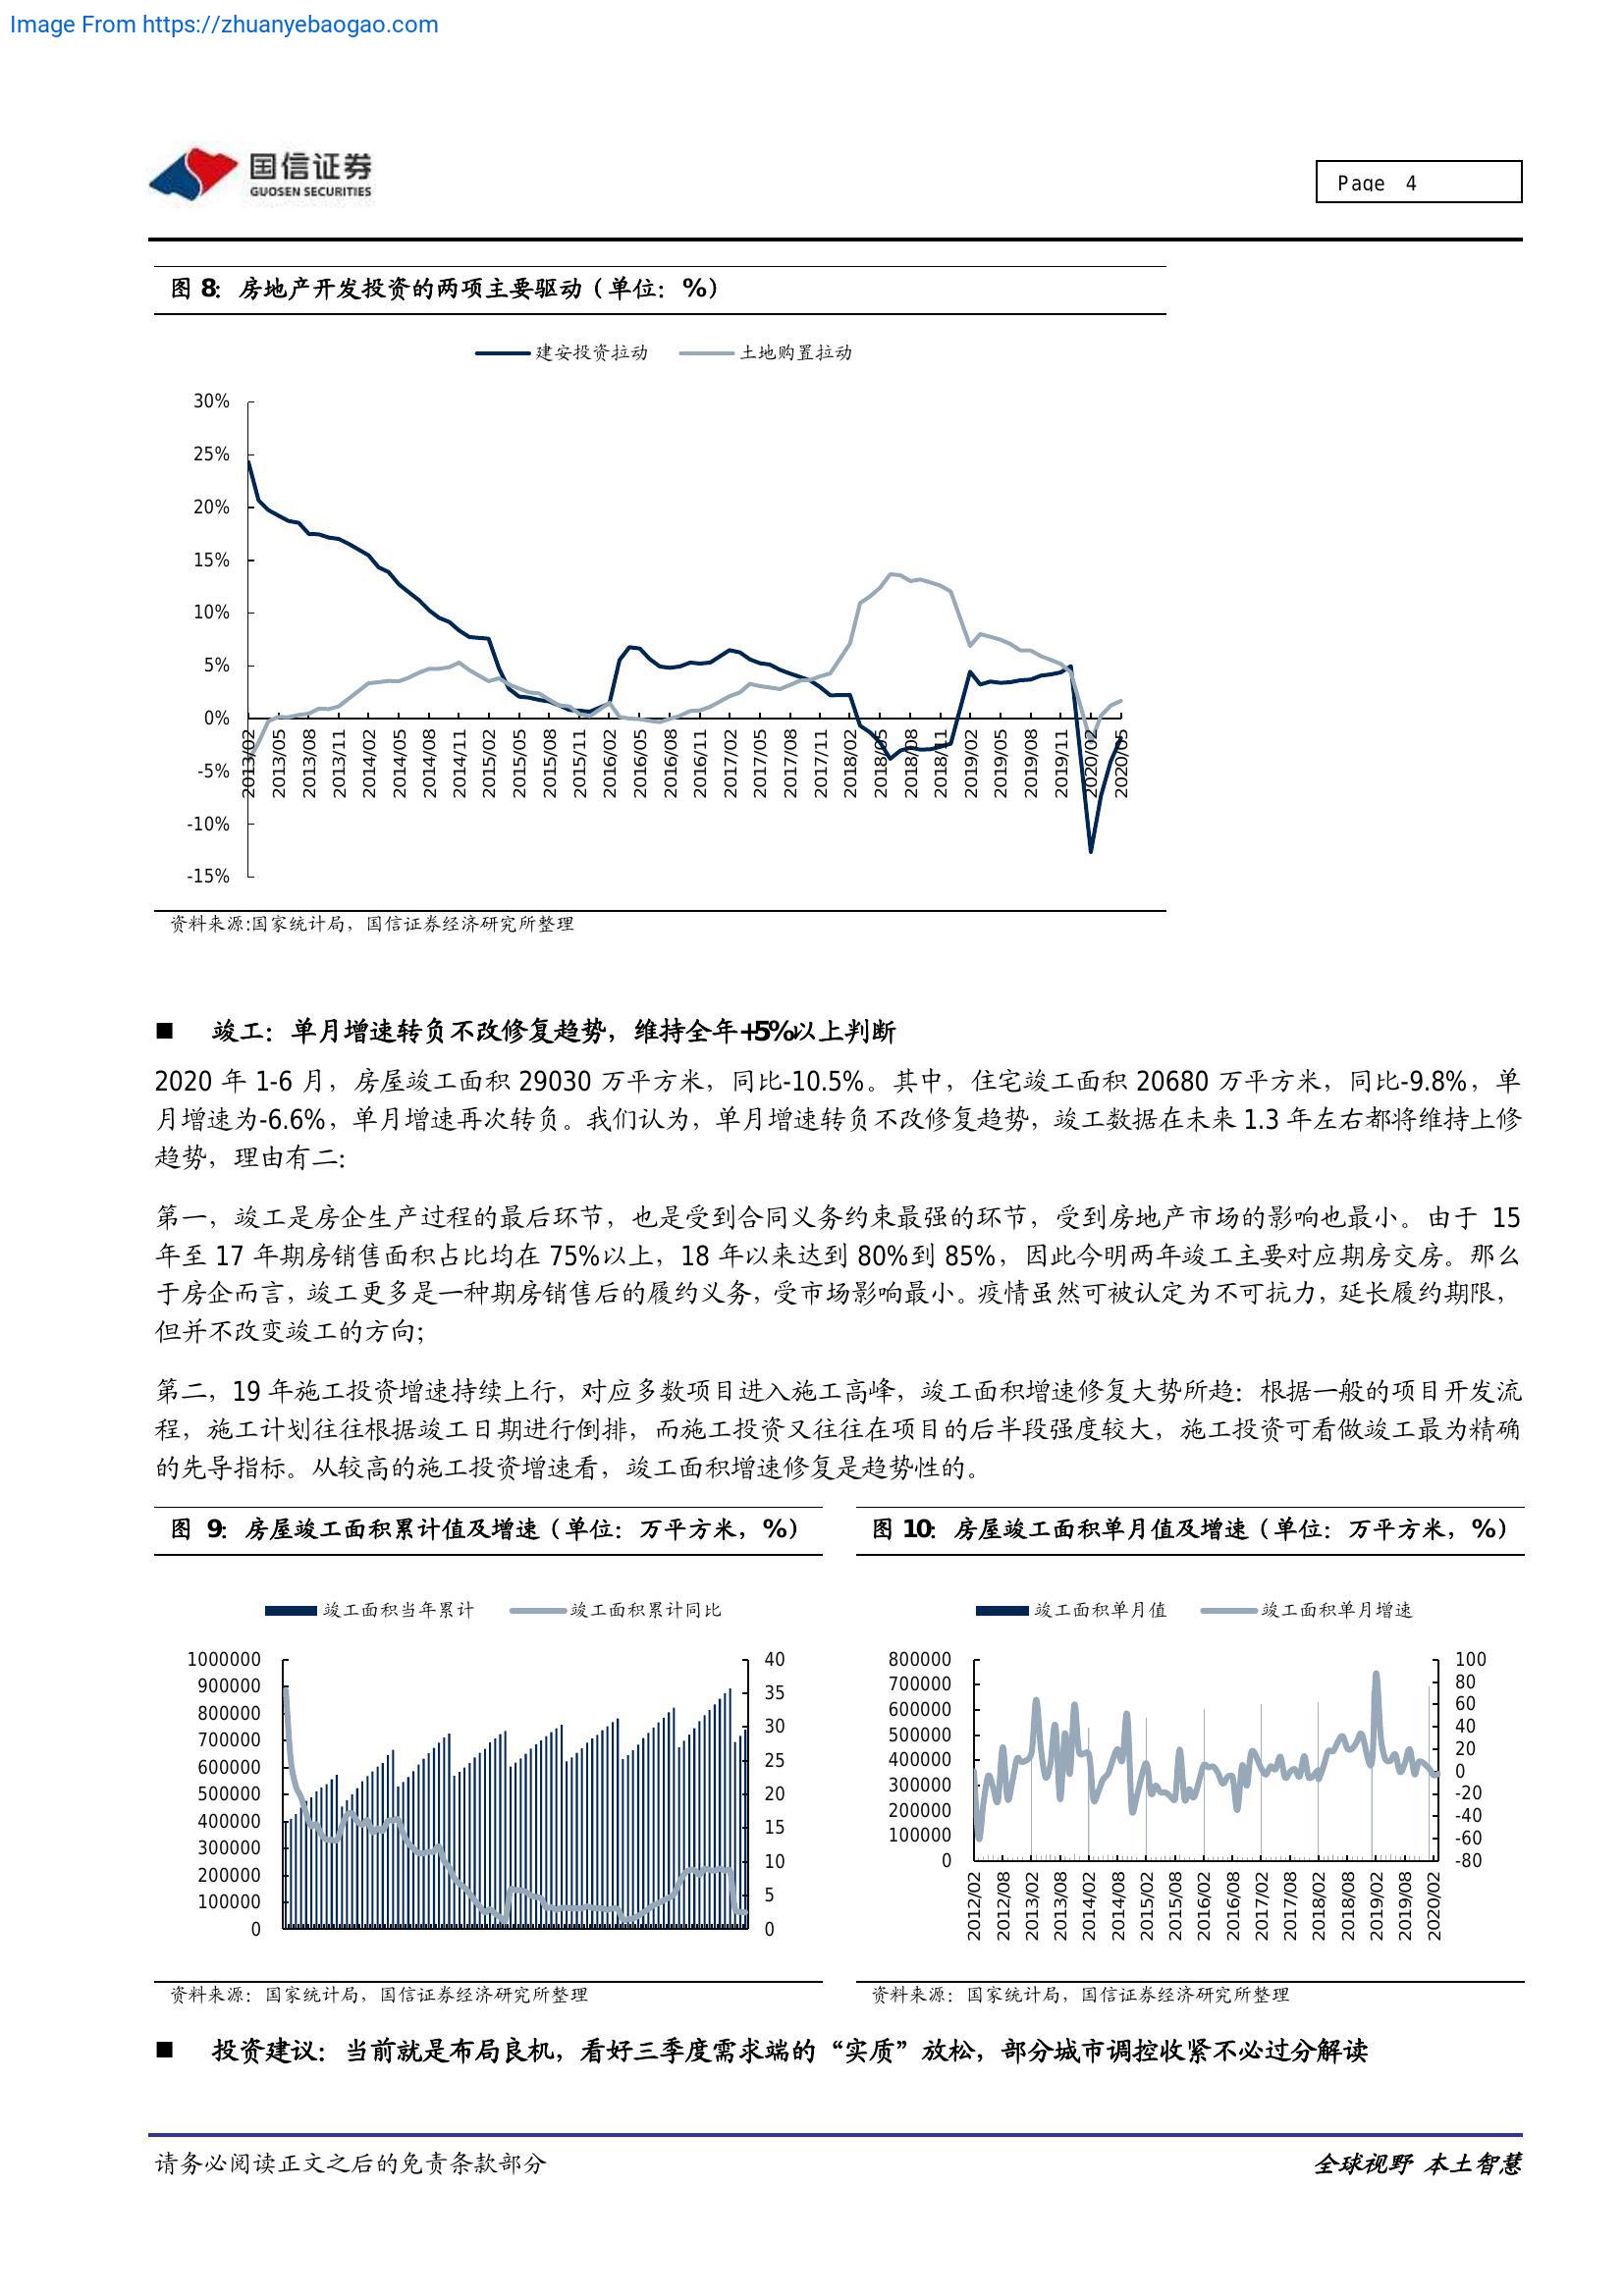 Image From https://zhuanyebaogao.com
国信证券
GUOSEN SECURITIES
Page 4
图 8：房地产开发投资的两项主要驱动（单位：%）
建安投资拉动 土地购置拉动
30%
25%
20%
15%
10%
5%
0%
-5%
-10%
-15%
2013/02 2013/05 2013/08 2013/11 2014/02 2014/05 2014/08 2014/11 2015/02 2015/05 2015/08 2015/11 2016/02 2016/05 2016/08 2016/11 2017/02 2017/05 2017/08 2017/11 2018/02 2018/05 2018/08 2018/11 2019/02 2019/05 2019/08 2019/11 2020/02 2020/05
资料来源:国家统计局，国信证券经济研究所整理
■ 竣工：单月增速转负不改修复趋势，维持全年+5%以上判断
2020 年 1-6 月，房屋竣工面积 29030 万平方米，同比-10.5%。其中，住宅竣工面积 20680 万平方米，同比-9.8%，单
月增速为-6.6%，单月增速再次转负。我们认为，单月增速转负不改修复趋势，竣工数据在未来 1.3 年左右都将维持上修
趋势，理由有二：
第一，竣工是房企生产过程的最后环节，也是受到合同义务约束最强的环节，受到房地产市场的影响也最小。由于 15
年至 17 年期房销售面积占比均在 75%以上，18 年以来达到 80%到 85%，因此今明两年竣工主要对应期房交房。那么
于房企而言，竣工更多是一种期房销售后的履约义务，受市场影响最小。疫情虽然可被认定为不可抗力，延长履约期限，
但并不改变竣工的方向；
第二，19 年施工投资增速持续上行，对应多数项目进入施工高峰，竣工面积增速修复大势所趋：根据一般的项目开发流
程，施工计划往往根据竣工日期进行倒排，而施工投资又往往在项目的后半段强度较大，施工投资可看做竣工最为精确
的先导指标。从较高的施工投资增速看，竣工面积增速修复是趋势性的。
图 9：房屋竣工面积累计值及增速（单位：万平方米，%）
竣工面积当年累计 竣工面积累计同比
1000000 40
900000 35
800000
700000 30
600000 25
500000 20
400000 15
300000 10
200000
100000 5
0 0
资料来源：国家统计局，国信证券经济研究所整理
图 10：房屋竣工面积单月值及增速（单位：万平方米，%）
竣工面积单月值 竣工面积单月增速
800000 100
700000 80
600000 60
500000 40
400000 20
300000 0
200000 -20
100000 -40
0 -60
-80
2012/02 2012/08 2013/02 2013/08 2014/02 2014/08 2015/02 2015/08 2016/02 2016/08 2017/02 2017/08 2018/02 2018/08 2019/02 2019/08 2020/02
资料来源：国家统计局，国信证券经济研究所整理
■ 投资建议：当前就是布局良机，看好三季度需求端的“实质”放松，部分城市调控收紧不必过分解读
请务必阅读正文之后的免责条款部分
全球视野 本土智慧